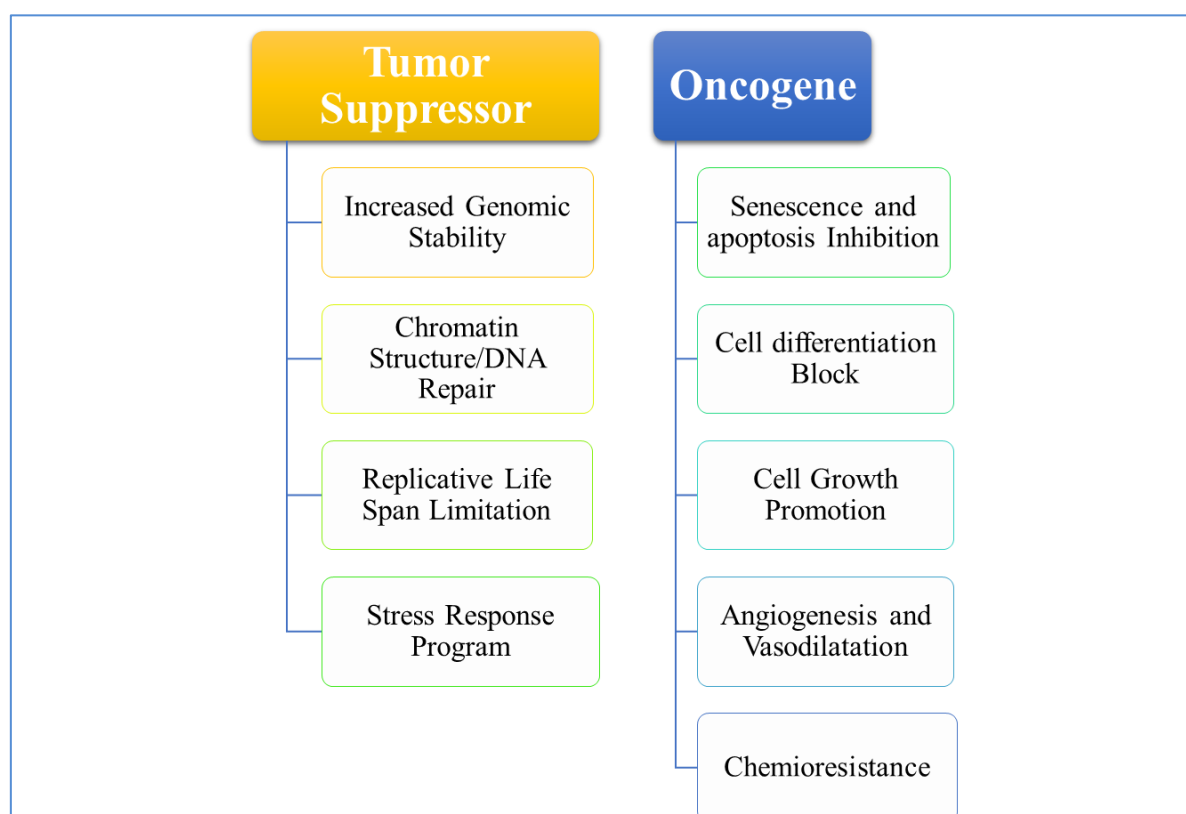 Tumor
Suppressor
Increased Genomic
Stability
Chromatin
Structure/DNA
Repair
Replicative Life
Span Limitation
Stress Response
Program
Oncogene
Senescence and
apoptosis Inhibition
Cell differentiation
Block
Cell Growth
Promotion
Angiogenesis and
Vasodilatation
Chemioresistance